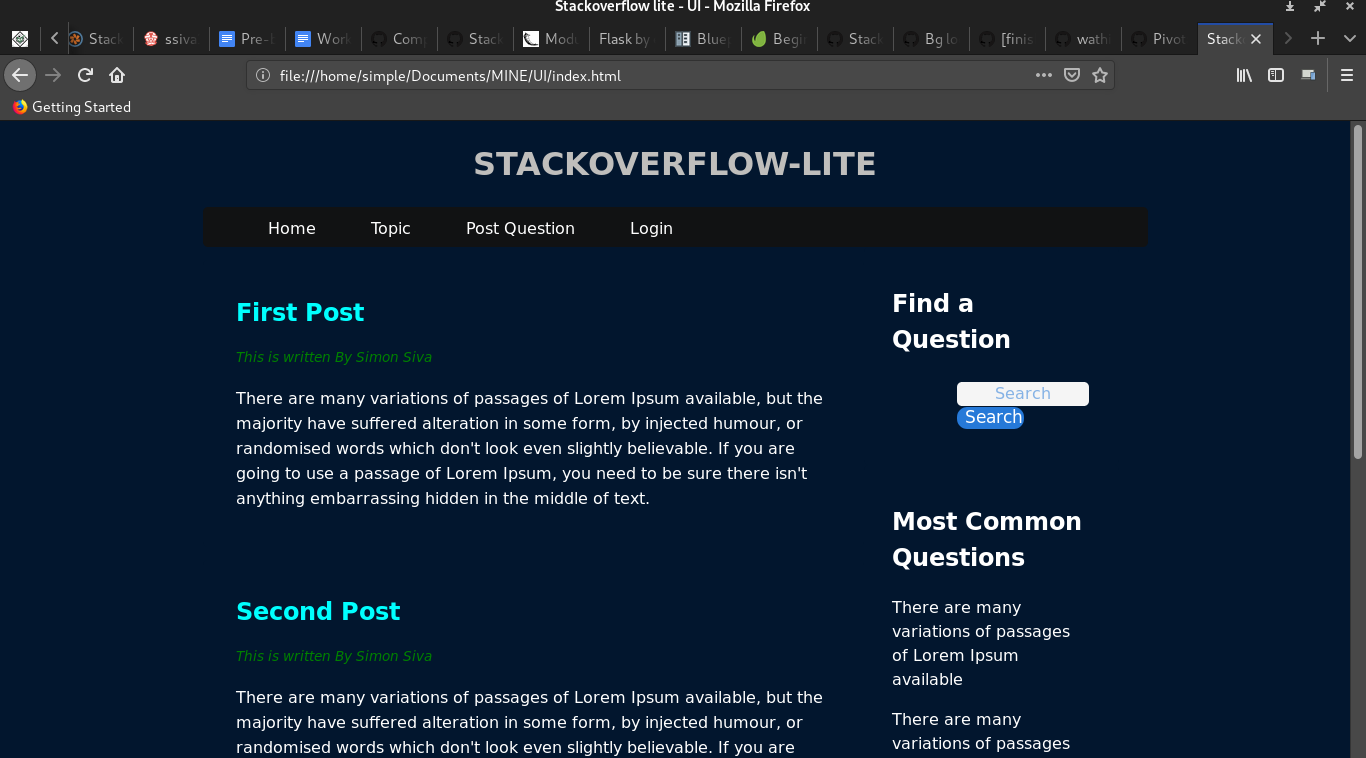 Stackoverflow lite - UI - Mozilla Firefox
Stack ssiva Pre-b Work Comp Stack Modu Flask by Bluep Begin Stack Bg lo [finis wath Pivot Stack
file:///home/simple/Documents/MINE/UI/index.html
Getting Started
STACKOVERFLOW-LITE
Home Topic Post Question Login
First Post
This is written By Simon Siva
There are many variations of passages of Lorem Ipsum available, but the
majority have suffered alteration in some form, by injected humour, or
randomised words which don't look even slightly believable. If you are
going to use a passage of Lorem Ipsum, you need to be sure there isn't
anything embarrassing hidden in the middle of text.
Second Post
This is written By Simon Siva
There are many variations of passages of Lorem Ipsum available, but the
majority have suffered alteration in some form, by injected humour, or
randomised words which don't look even slightly believable. If you are
Find a
Question
Search
Search
Most Common
Questions
There are many
variations of passages
of Lorem Ipsum
available
There are many
variations of passages